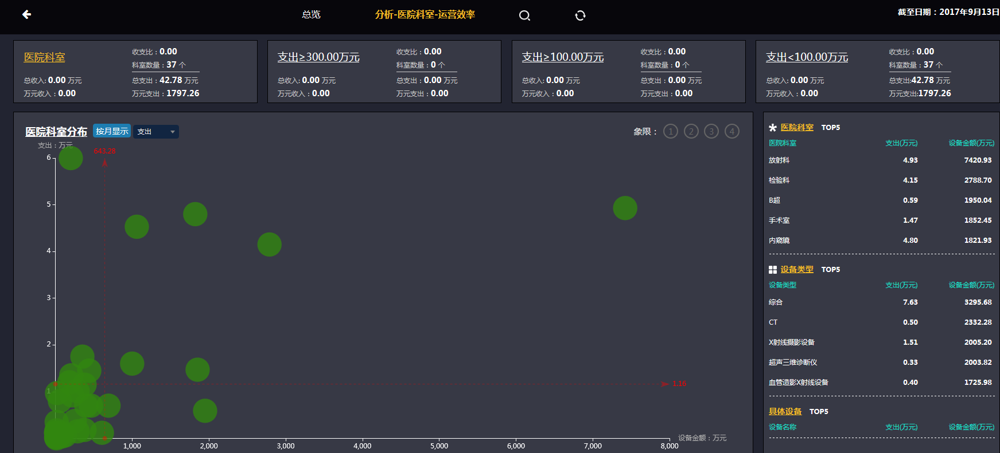 总览
分析-医院科室-运营效率
截至日期：2017年9月13日
医院科室
收支比：0.00
科室数量：37 个
总收入: 0.00 万元
总支出：42.78 万元
万元收入：0.00
万元支出：1797.26
支出≥300.00万元
收支比：0.00
科室数量：0 个
总收入: 0.00 万元
总支出：0.00 万元
万元收入：0.00
万元支出：0.00
支出≥100.00万元
收支比：0.00
科室数量：0 个
总收入: 0.00 万元
总支出：0.00 万元
万元收入：0.00
万元支出：0.00
支出<100.00万元
收支比：0.00
科室数量：37 个
总收入: 0.00 万元
总支出:42.78 万元
万元收入：0.00
万元支出:1797.26
医院科室分布
按月显示
支出
象限：
1
2
3
4
支出：万元
643.28
6
5
4
3
2
1
1.16
1,000
2,000
3,000
4,000
5,000
6,000
7,000
8,000
设备金额：万元
医院科室 TOP5
医院科室 支出(万元) 设备金额(万元)
放射科 4.93 7420.93
检验科 4.15 2788.70
B超 0.59 1950.04
手术室 1.47 1852.45
内窥镜 4.80 1821.93
设备类型 TOP5
设备类型 支出(万元) 设备金额(万元)
综合 7.63 3295.68
CT 0.50 2332.28
X射线摄影设备 1.51 2005.20
超声三维诊断仪 0.33 2003.82
血管造影X射线设备 0.40 1725.98
具体设备 TOP5
设备名称 支出(万元) 设备金额(万元)